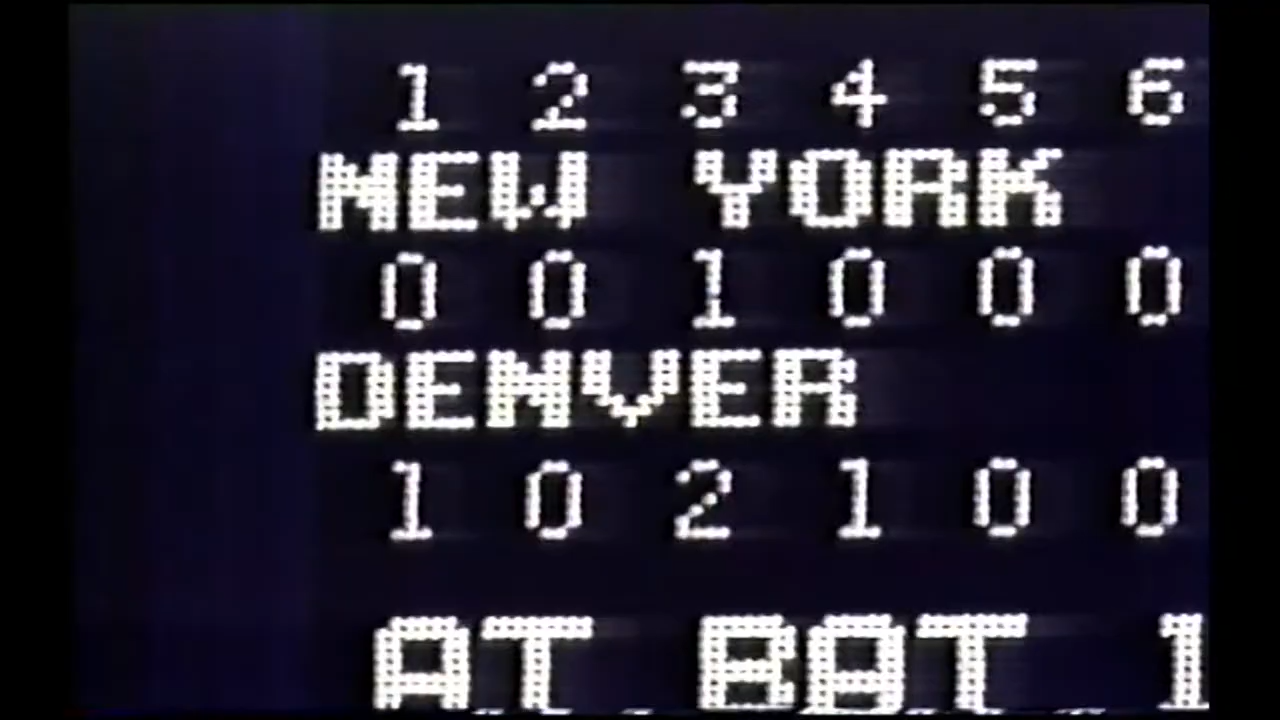 1 2 3 4 5 6
NEW YORK
0 0 1 0 0 0
DENVER
1 0 2 1 0 0
AT BAT 1